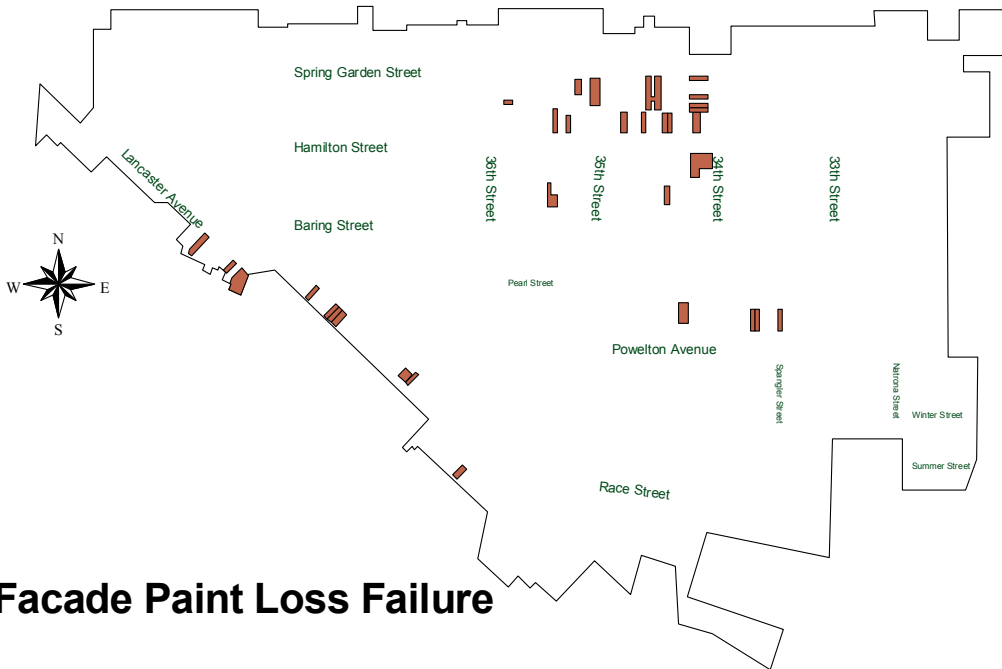 Spring Garden Street
Hamilton Street
Lancaster Avenue
36th Street
35th Street
34th Street
33th Street
Baring Street
N
W
E
S
Pearl Street
Powelton Avenue
Spangler Street
Natrona Street
Winter Street
Summer Street
Race Street
Facade Paint Loss Failure